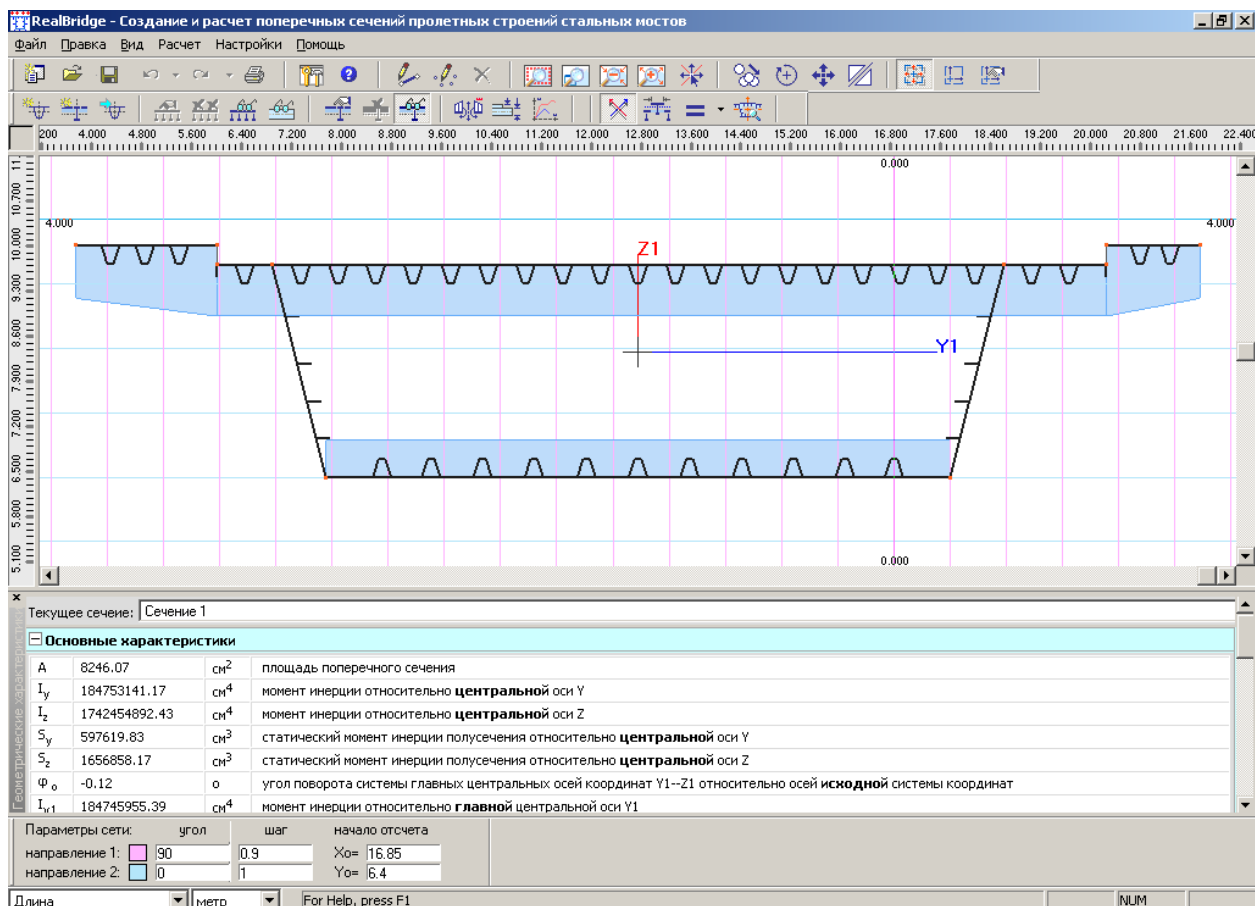 RealBridge - Создание и расчет поперечных сечений пролетных строений стальных мостов
Файл Правка Вид Расчет Настройки Помощь
200 4.000 4.800 5.600 6.400 7.200 8.000 8.800 9.600 10.400 11.200 12.000 12.800 13.600 14.400 15.200 16.000 16.800 17.600 18.400 19.200 20.000 20.800 21.600 22.400
11.
10.700
10.000
9.300
8.600
7.900
7.200
6.500
5.800
5.100
0.000
4.000 4.000
Z1
Y1
0.000
Геометрические характеристик
Текущее сечение: Сечение 1
Основные характеристики
A 8246.07 см2 площадь поперечного сечения
Iy 184753141.17 см4 момент инерции относительно центральной оси Y
Iz 1742454892.43 см4 момент инерции относительно центральной оси Z
Sy 597619.83 см3 статический момент инерции полусечения относительно центральной оси Y
Sz 1656858.17 см3 статический момент инерции полусечения относительно центральной оси Z
φo -0.12 o угол поворота системы главных центральных осей координат Y1--Z1 относительно осей исходной системы координат
Iy1 184745955.39 см4 момент инерции относительно главной центральной оси Y1
Параметры сети: угол шаг начало отсчета
направление 1: 90 0.9 Xo= 16.85
направление 2: 0 1 Yo= 6.4
Длина метр For Help, press F1 NUM